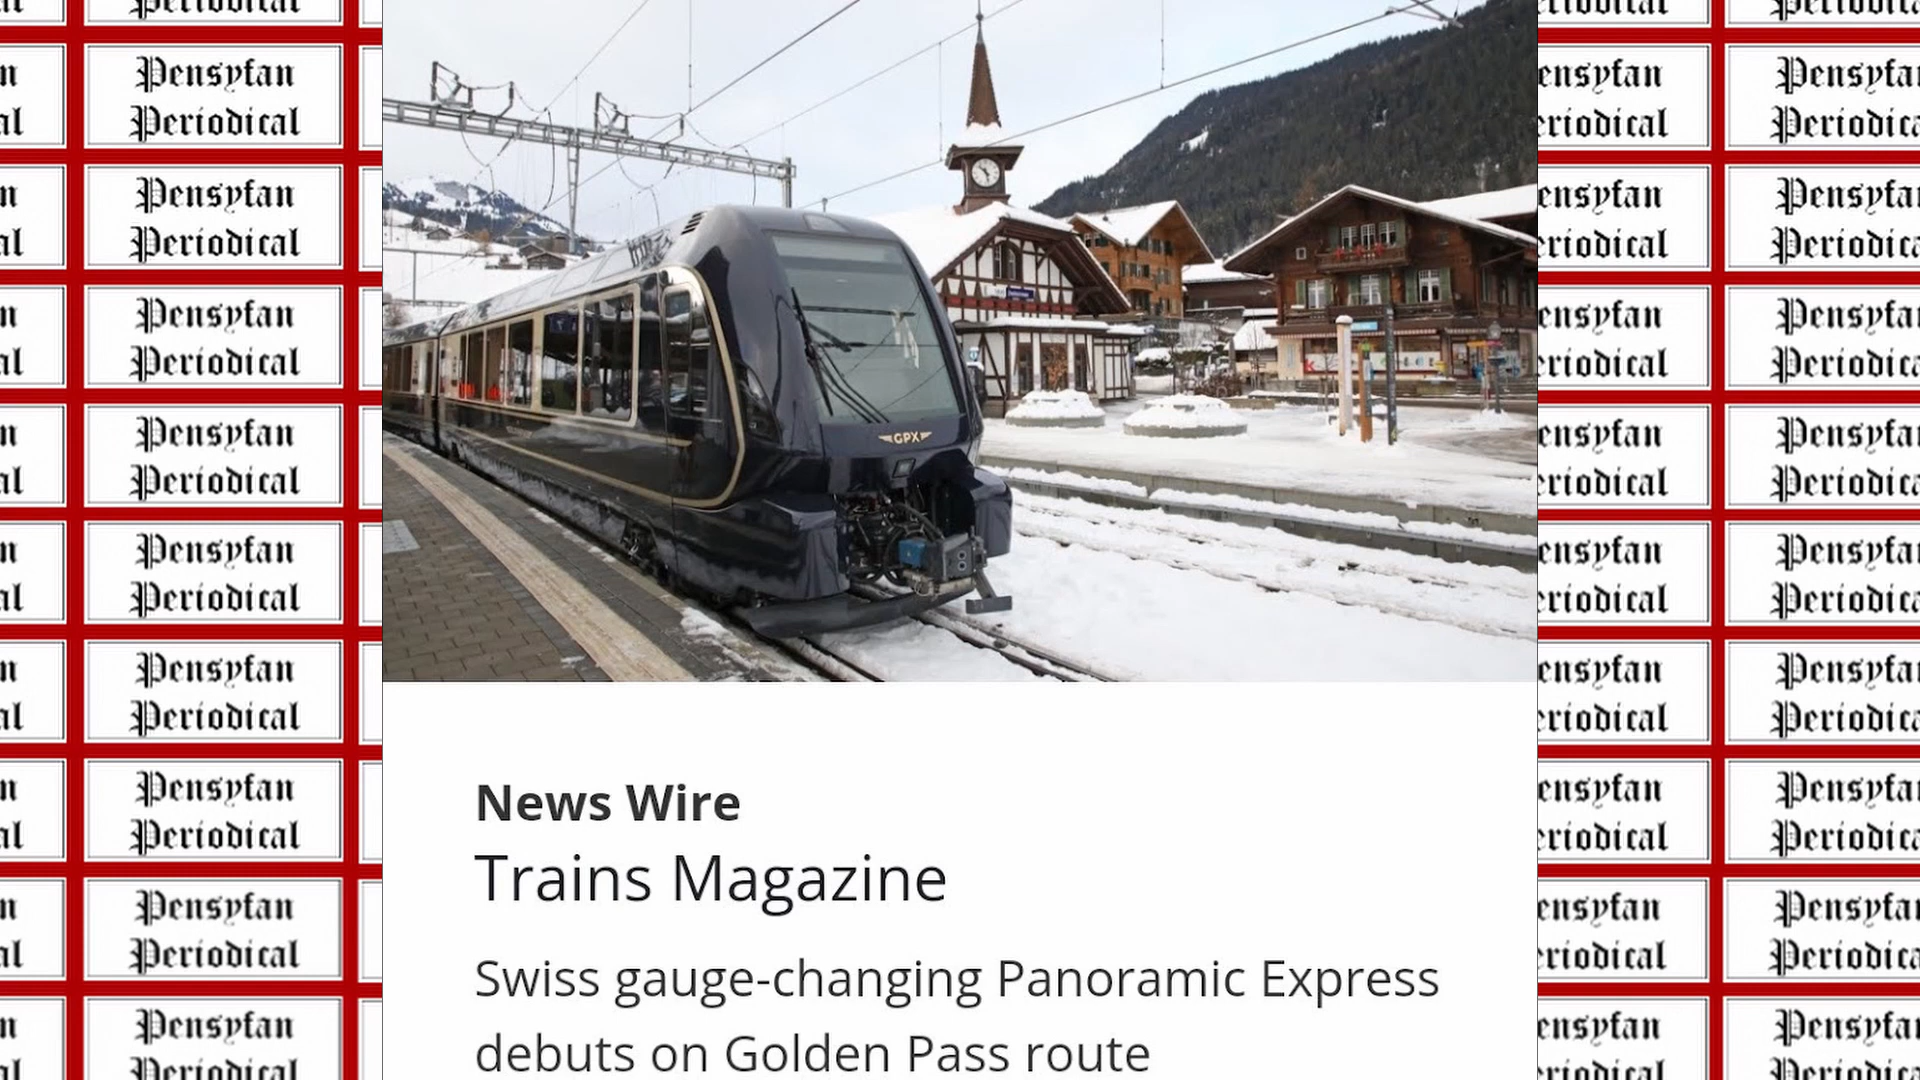 Pensyfan
Periodical
GPX
News Wire
Trains Magazine
Swiss gauge-changing Panoramic Express
debuts on Golden Pass route